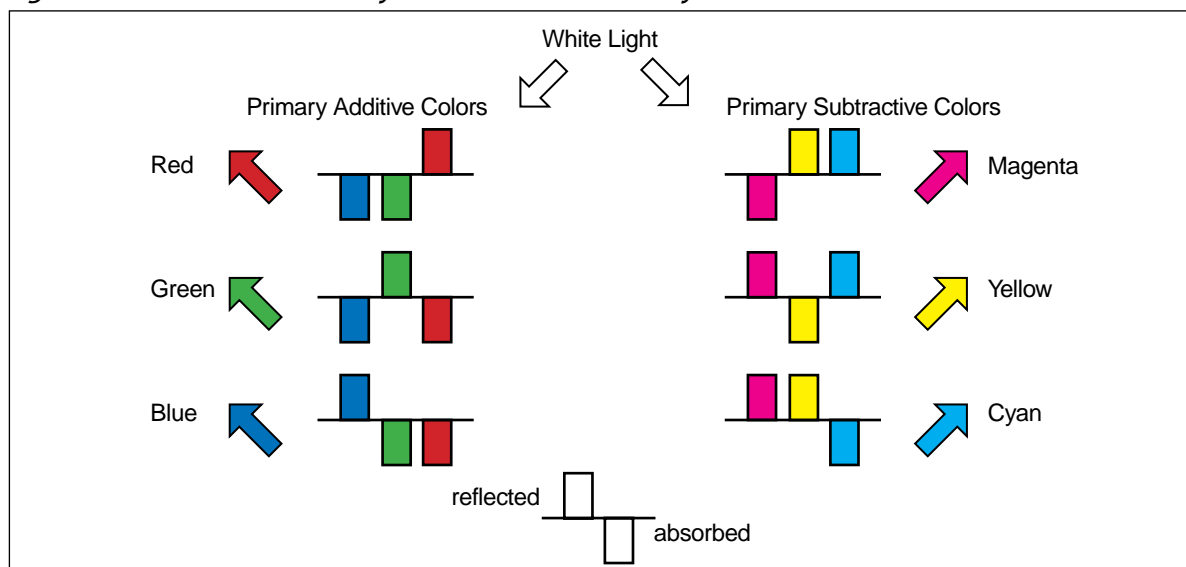 White Light
Primary Additive Colors
Primary Subtractive Colors
Red
Magenta
Green
Yellow
Blue
Cyan
reflected
absorbed